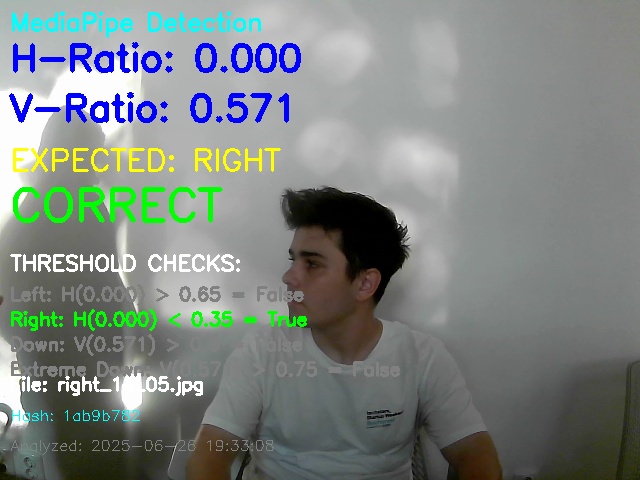 MediaPipe Detection
H-Ratio: 0.000
V-Ratio: 0.571
EXPECTED: RIGHT
CORRECT
THRESHOLD CHECKS:
Left: H(0.000) > 0.65 = False
Right: H(0.000) < 0.35 = True
Down: V(0.571) > False
Extreme > 0.75 = False
File: .jpg
Hash: 1ab9b782
Analyzed: 2025-06-26 19:33:08